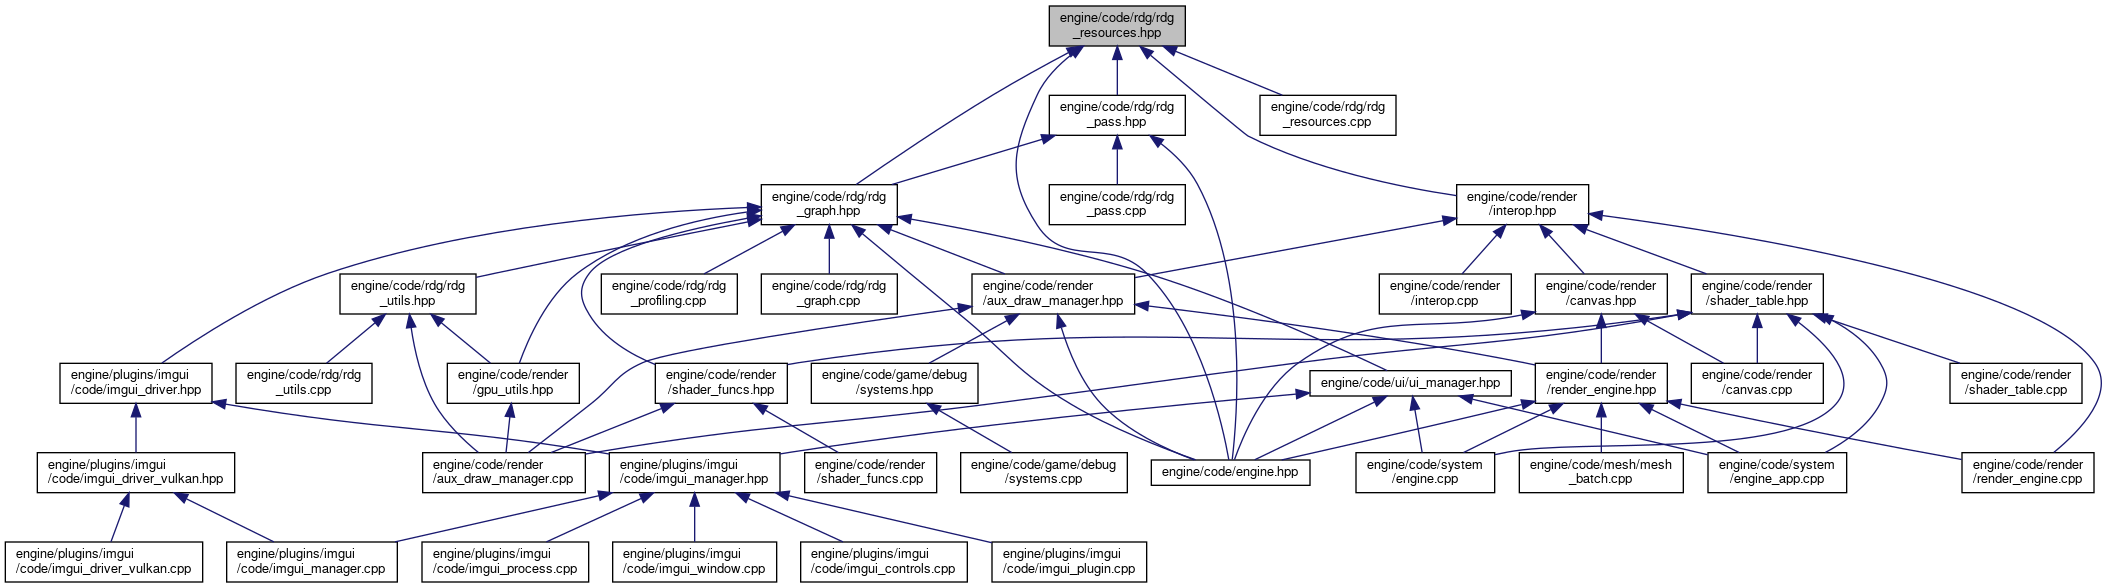 engine/code/rdg/rdg
_resources.hpp
engine/code/rdg/rdg
_pass.hpp
engine/code/rdg/rdg
_resources.cpp
engine/code/rdg/rdg
_graph.hpp
engine/code/rdg/rdg
_pass.cpp
engine/code/render
/interop.hpp
engine/code/rdg/rdg
_utils.hpp
engine/code/rdg/rdg
_profiling.cpp
engine/code/rdg/rdg
_graph.cpp
engine/code/render
/aux_draw_manager.hpp
engine/code/render
/interop.cpp
engine/code/render
/canvas.hpp
engine/code/render
/shader_table.hpp
engine/plugins/imgui
/code/imgui_driver.hpp
engine/code/rdg/rdg
_utils.cpp
engine/code/render
/gpu_utils.hpp
engine/code/render
/shader_funcs.hpp
engine/code/game/debug
/systems.hpp
engine/code/ui/ui_manager.hpp
engine/code/render
/render_engine.hpp
engine/code/render
/canvas.cpp
engine/code/render
/shader_table.cpp
engine/plugins/imgui
/code/imgui_driver_vulkan.hpp
engine/code/render
/aux_draw_manager.cpp
engine/plugins/imgui
/code/imgui_manager.hpp
engine/code/render
/shader_funcs.cpp
engine/code/game/debug
/systems.cpp
engine/code/engine.hpp
engine/code/system
/engine.cpp
engine/code/mesh/mesh
_batch.cpp
engine/code/system
/engine_app.cpp
engine/code/render
/render_engine.cpp
engine/plugins/imgui
/code/imgui_driver_vulkan.cpp
engine/plugins/imgui
/code/imgui_manager.cpp
engine/plugins/imgui
/code/imgui_process.cpp
engine/plugins/imgui
/code/imgui_window.cpp
engine/plugins/imgui
/code/imgui_controls.cpp
engine/plugins/imgui
/code/imgui_plugin.cpp